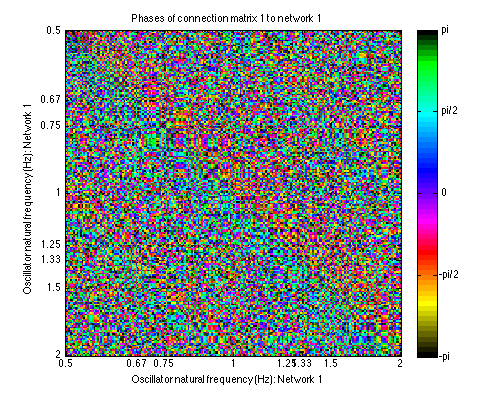 Phases of connection matrix 1 to network 1
Oscillator natural frequency (Hz): Network 1
0.5
0.67
0.75
1
1.25
1.33
1.5
2
0.5 0.67 0.75 1 1.25 1.33 1.5 2
Oscillator natural frequency (Hz): Network 1
pi
pi/2
0
-pi/2
-pi